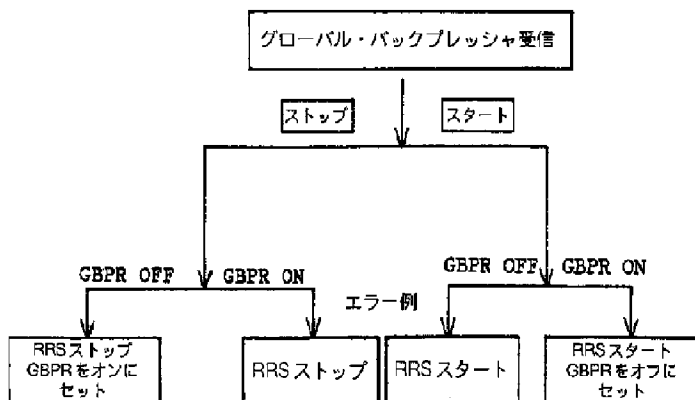 グローバル・バックプレッシャ受信
ストップ
スタート
GBPR OFF
GBPR ON
GBPR OFF
GBPR ON
エラー例
RRSストップ
GBPRをオンに
セット
RRSストップ
RRSスタート
RRSスタート
GBPRをオフに
セット